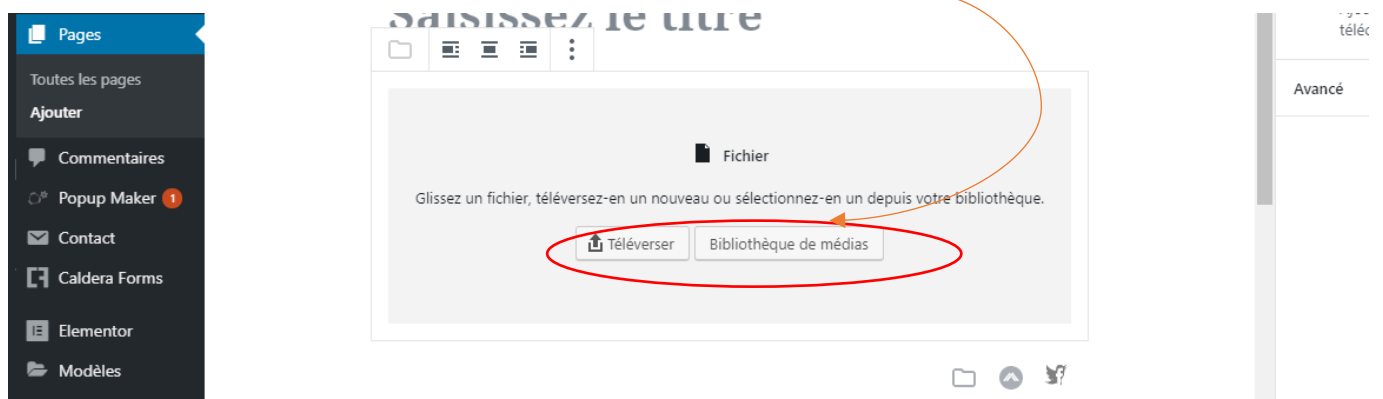 Pages
Toutes les pages
Ajouter
Commentaires
Popup Maker 1
Contact
Caldera Forms
Elementor
Modèles
Saisissez le titre
Fichier
Glissez un fichier, téléversez-en un nouveau ou sélectionnez-en un depuis votre bibliothèque.
Téléverser
Bibliothèque de médias
Avancé